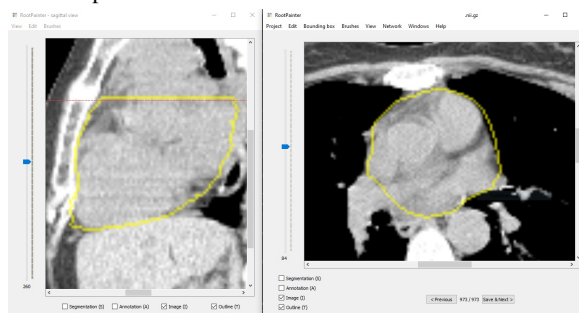 RootPainter - sagittal view
View Edit Brushes
260
Segmentation (S) Annotation (A) Image (I) Outline (T)
RootPainter .nii.gz
Project Edit Bounding box Brushes View Network Windows Help
84
Segmentation (S)
Annotation (A)
Image (I)
Outline (T)
< Previous 973 / 973 Save & Next >